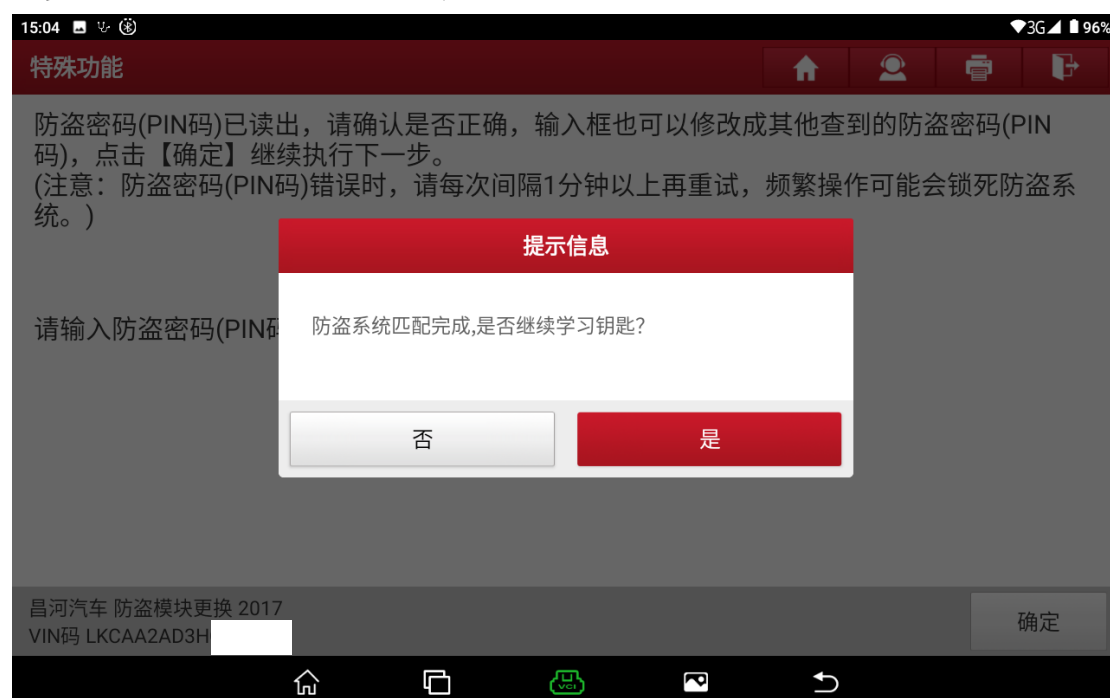 15:04
3G
96%
特殊功能
防盗密码(PIN码)已读出，请确认是否正确，输入框也可以修改成其他查到的防盗密码(PIN
码)，点击【确定】继续执行下一步。
(注意：防盗密码(PIN码)错误时，请每次间隔1分钟以上再重试，频繁操作可能会锁死防盗系
统。)
提示信息
请输入防盗密码(PIN码
防盗系统匹配完成,是否继续学习钥匙?
否
是
昌河汽车 防盗模块更换 2017
VIN码 LKCAA2AD3H
确定
VCI